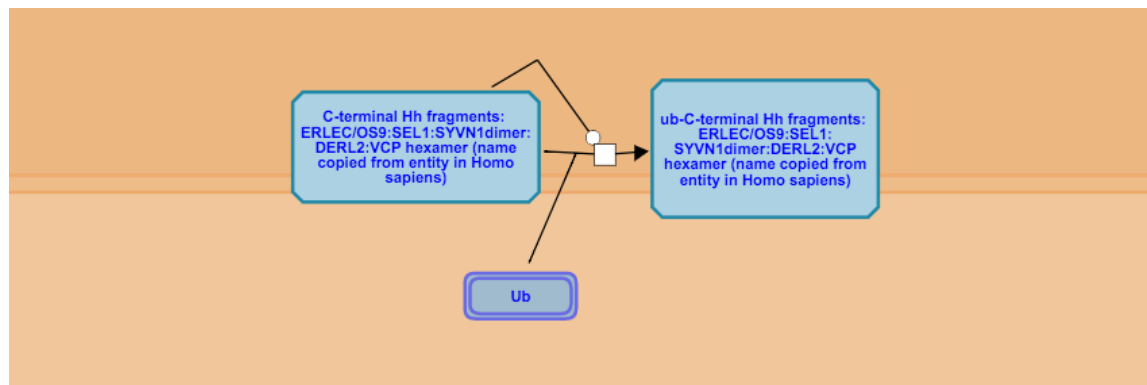 C-terminal Hh fragments:
ERLEC/OS9:SEL1:SYVN1dimer:
DERL2:VCP hexamer (name
copied from entity in Homo
sapiens)
ub-C-terminal Hh fragments:
ERLEC/OS9:SEL1:
SYVN1dimer:DERL2:VCP
hexamer (name copied from
entity in Homo sapiens)
Ub